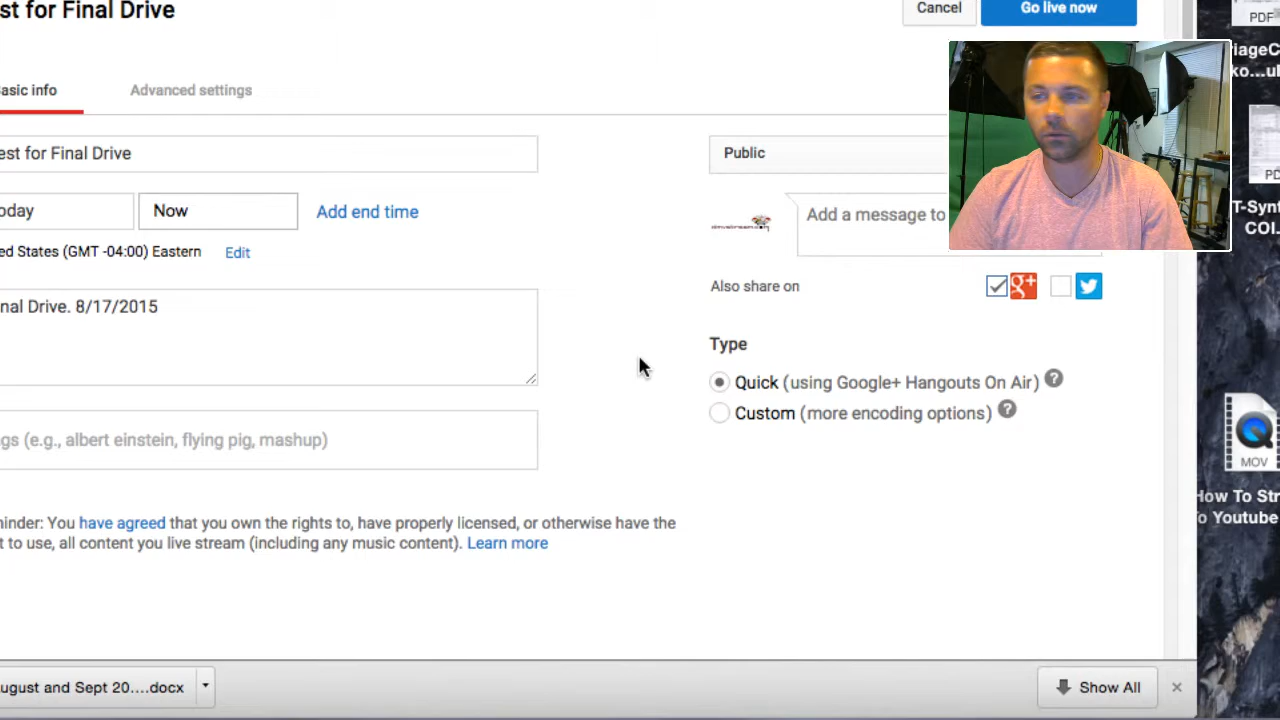 st for Final Drive
Cancel
Go live now
PDF
Basic info
Advanced settings
est for Final Drive
Public
oday
Now
Add end time
Add a message to
ed States (GMT -04:00) Eastern
Edit
nal Drive. 8/17/2015
Also share on
g+
Type
Quick (using Google+ Hangouts On Air) ?
Custom (more encoding options) ?
gs (e.g., albert einstein, flying pig, mashup)
MOV
How To Str
To Youtube
inder: You have agreed that you own the rights to, have properly licensed, or otherwise have the
t to use, all content you live stream (including any music content). Learn more
T-Synt
COI.
ugust and Sept 20....docx
Show All